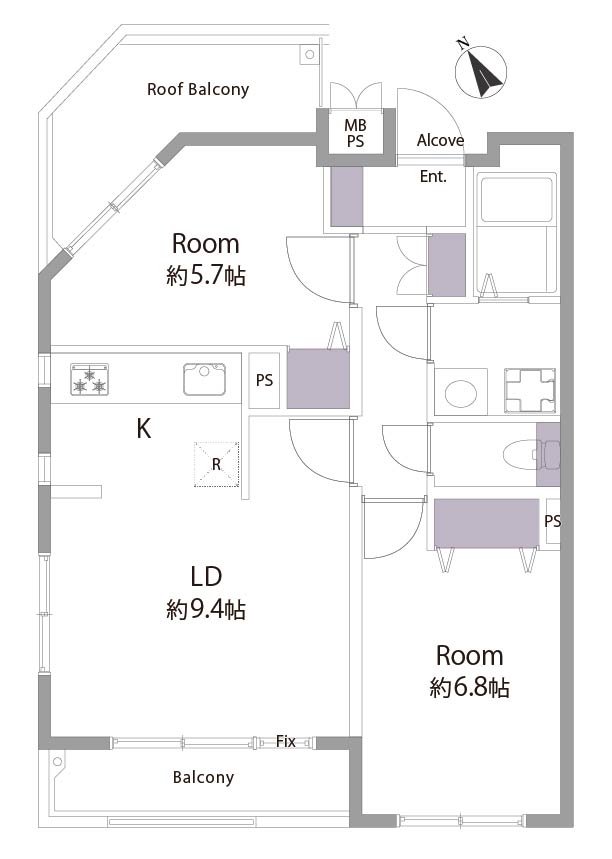 N
Roof Balcony
MB
PS
Alcove
Ent.
Room
約5.7帖
PS
K
R
PS
LD
約9.4帖
Room
約6.8帖
Fix
Balcony